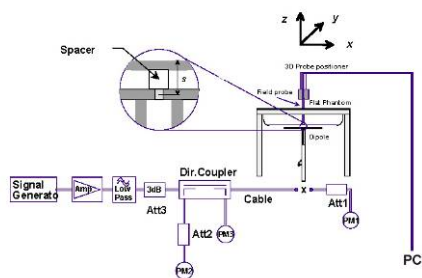 z
y
x
Spacer
s
3D Probe positioner
Field probe
Flat Phantom
Dipole
Signal
Generato
Amp
Low
Pass
3dB
Att3
Dir.Coupler
Cable
x
Att1
PM1
Att2
PM3
PM2
PC